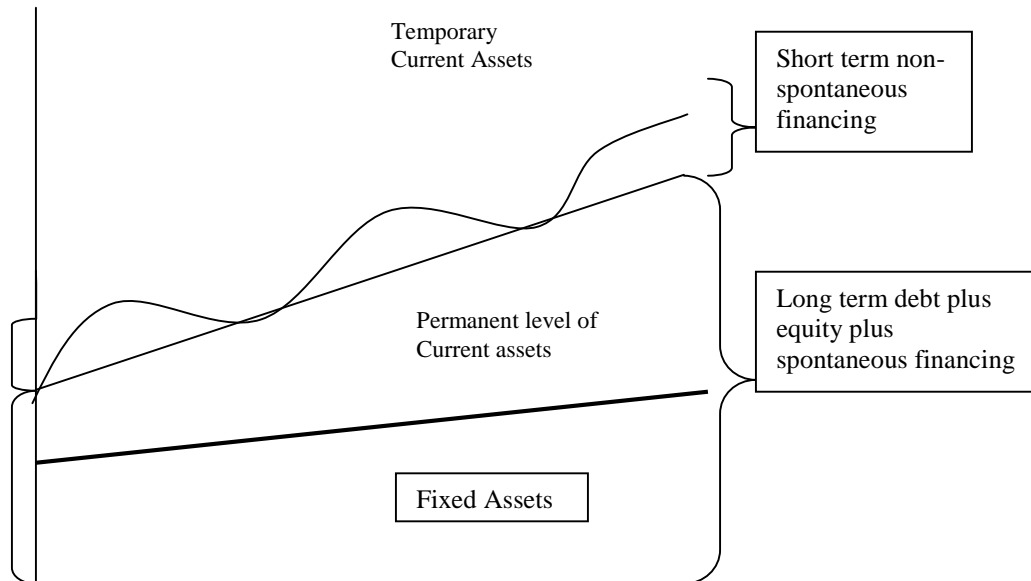 Temporary
Current Assets
Short term non-
spontaneous
financing
Permanent level of
Current assets
Long term debt plus
equity plus
spontaneous financing
Fixed Assets